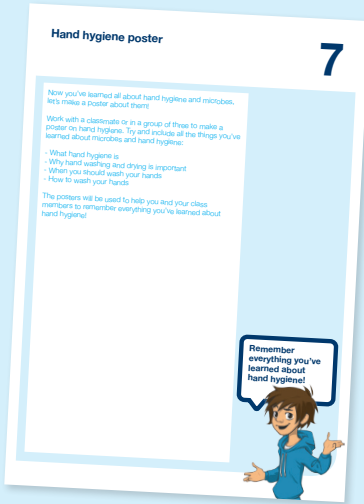 Hand hygiene poster
7
Now you've learned all about hand hygiene and microbes,
let's make a poster about them!
Work with a classmate or in a group of three to make a
poster on hand hygiene. Try and include all the things you've
learned about microbes and hand hygiene:
- What hand hygiene is
- Why hand washing and drying is important
- When you should wash your hands
- How to wash your hands
The posters will be used to help you and your class
members to remember everything you've learned about
hand hygiene!
Remember
everything you've
learned about
hand hygiene!